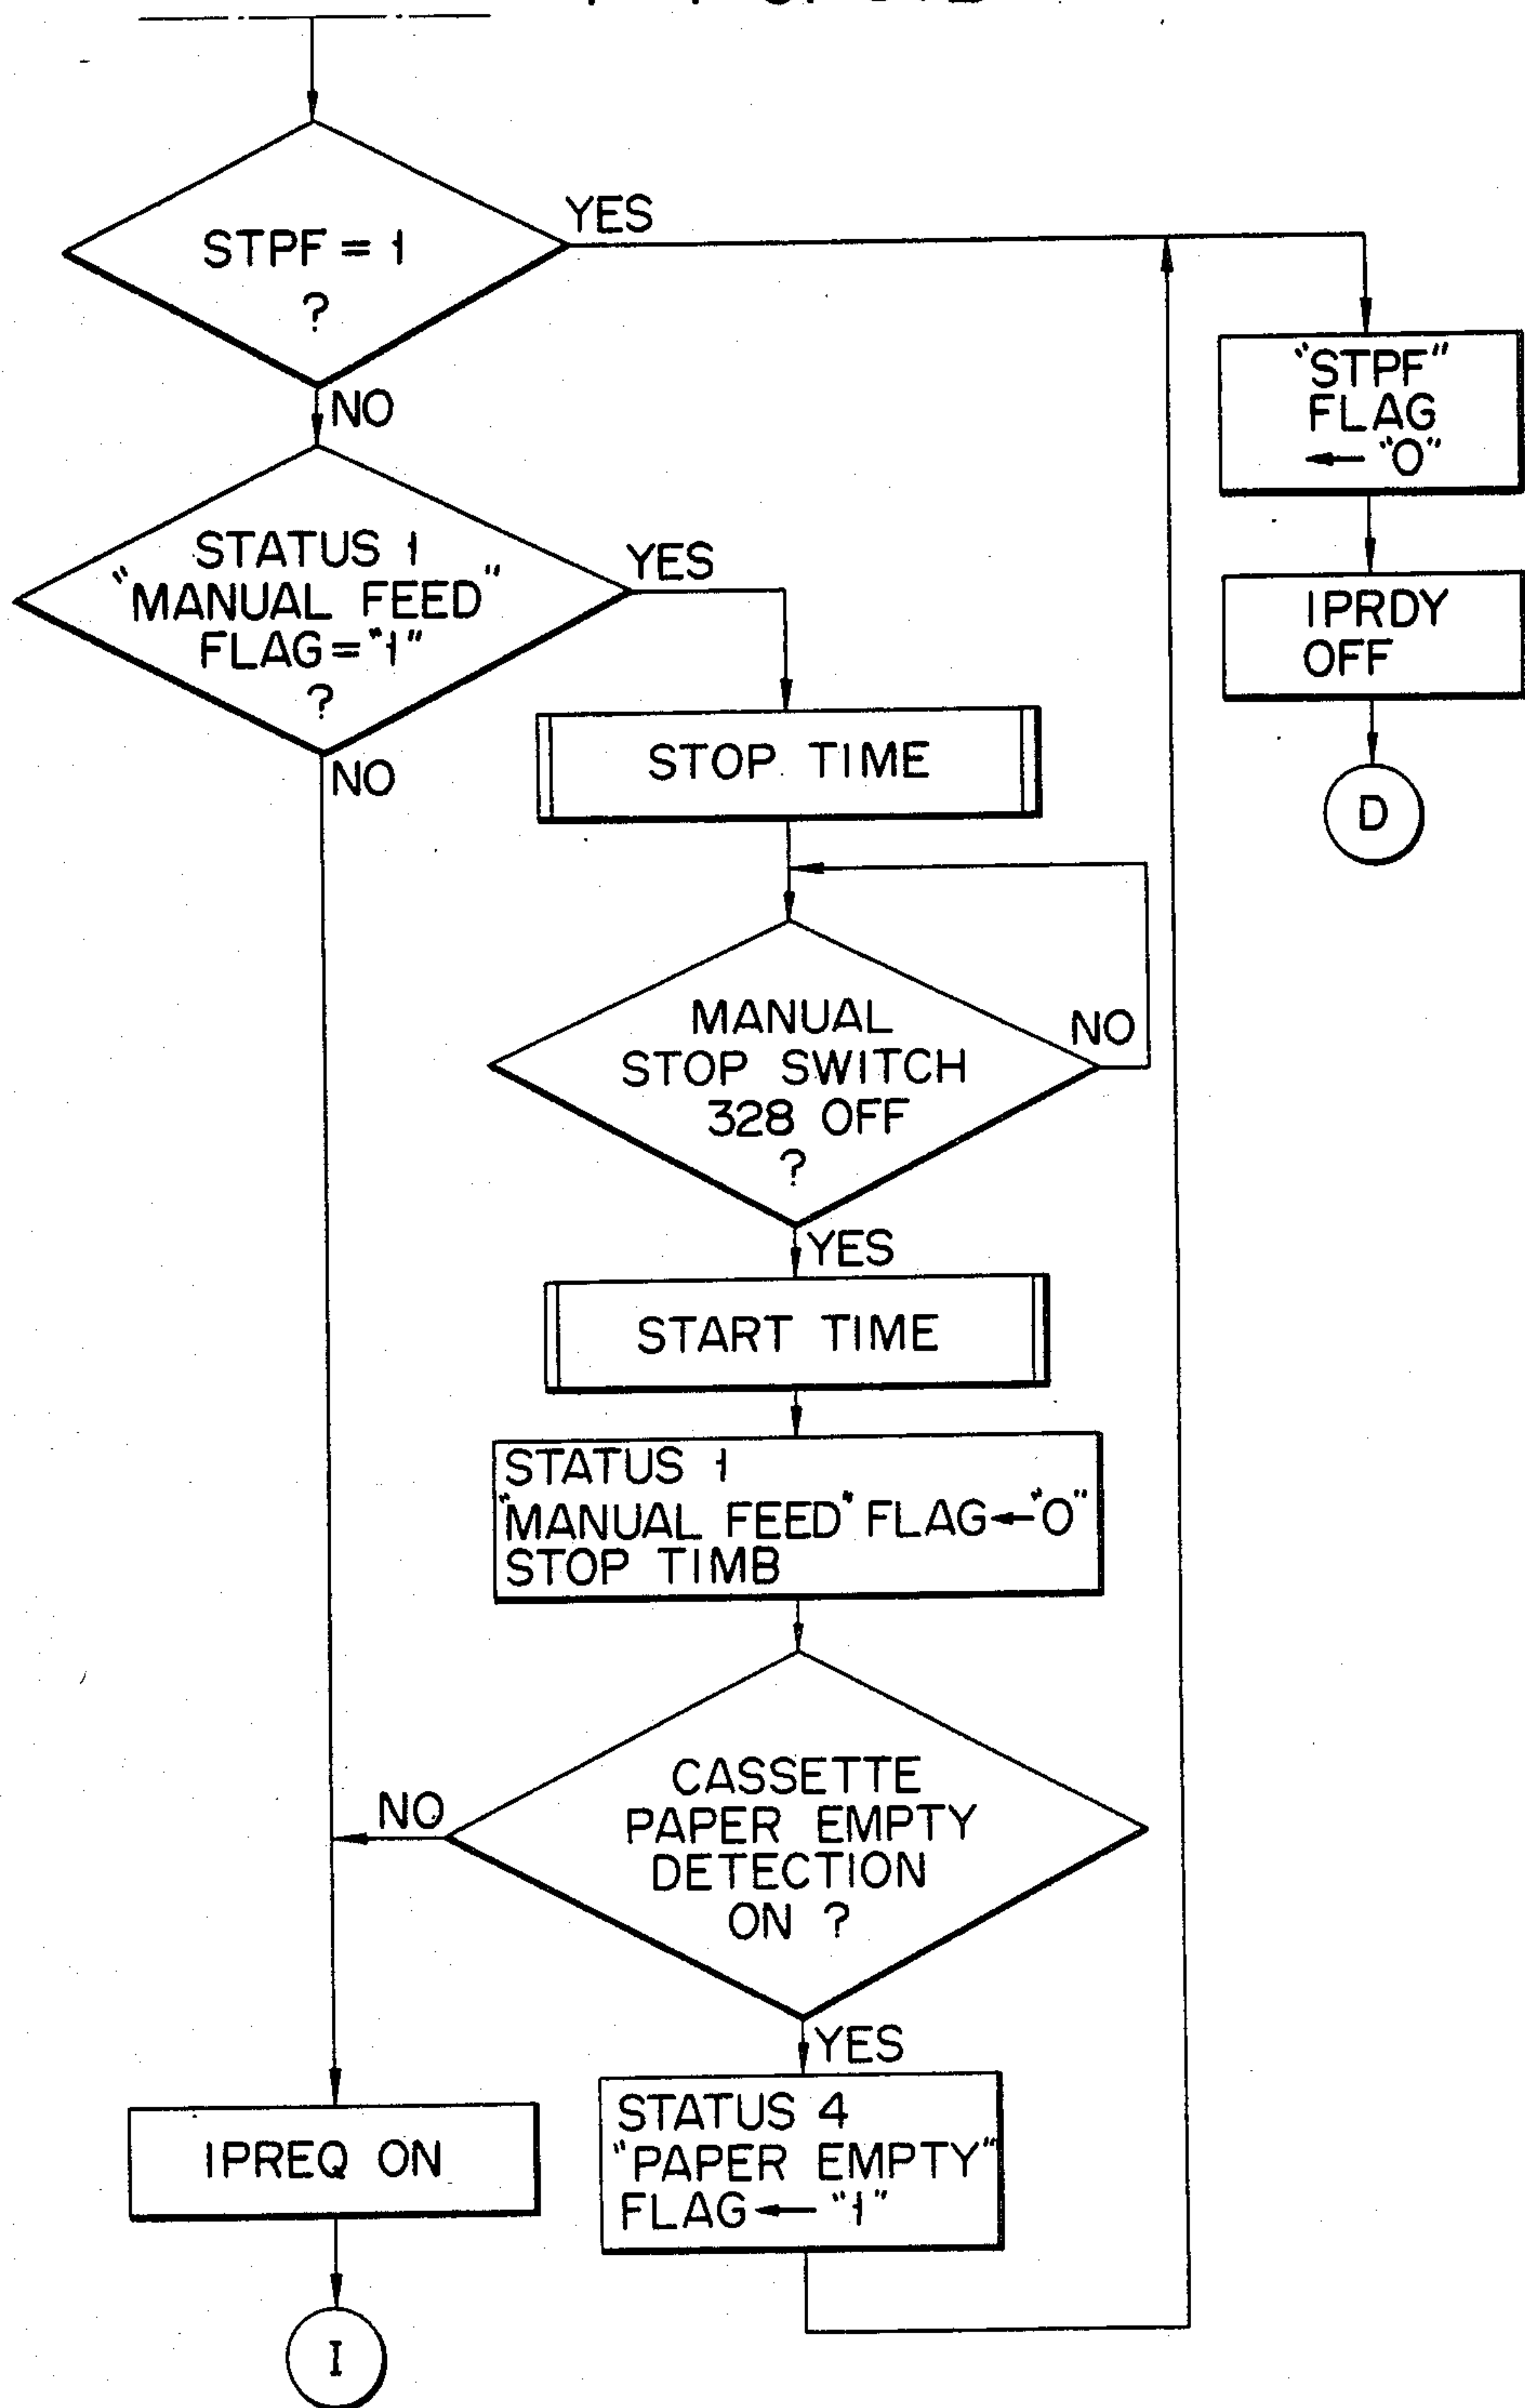 STPF = 1
?
YES
NO
"STPF"
FLAG
← "0"
IPRDY
OFF
D
STATUS 1
"MANUAL FEED"
FLAG = "1"
?
YES
NO
STOP TIME
MANUAL
STOP SWITCH
328 OFF
?
NO
YES
START TIME
STATUS 1
"MANUAL FEED" FLAG ← "0"
STOP TIMB
CASSETTE
PAPER EMPTY
DETECTION
ON ?
NO
YES
STATUS 4
"PAPER EMPTY"
FLAG ← "1"
IPREQ ON
I